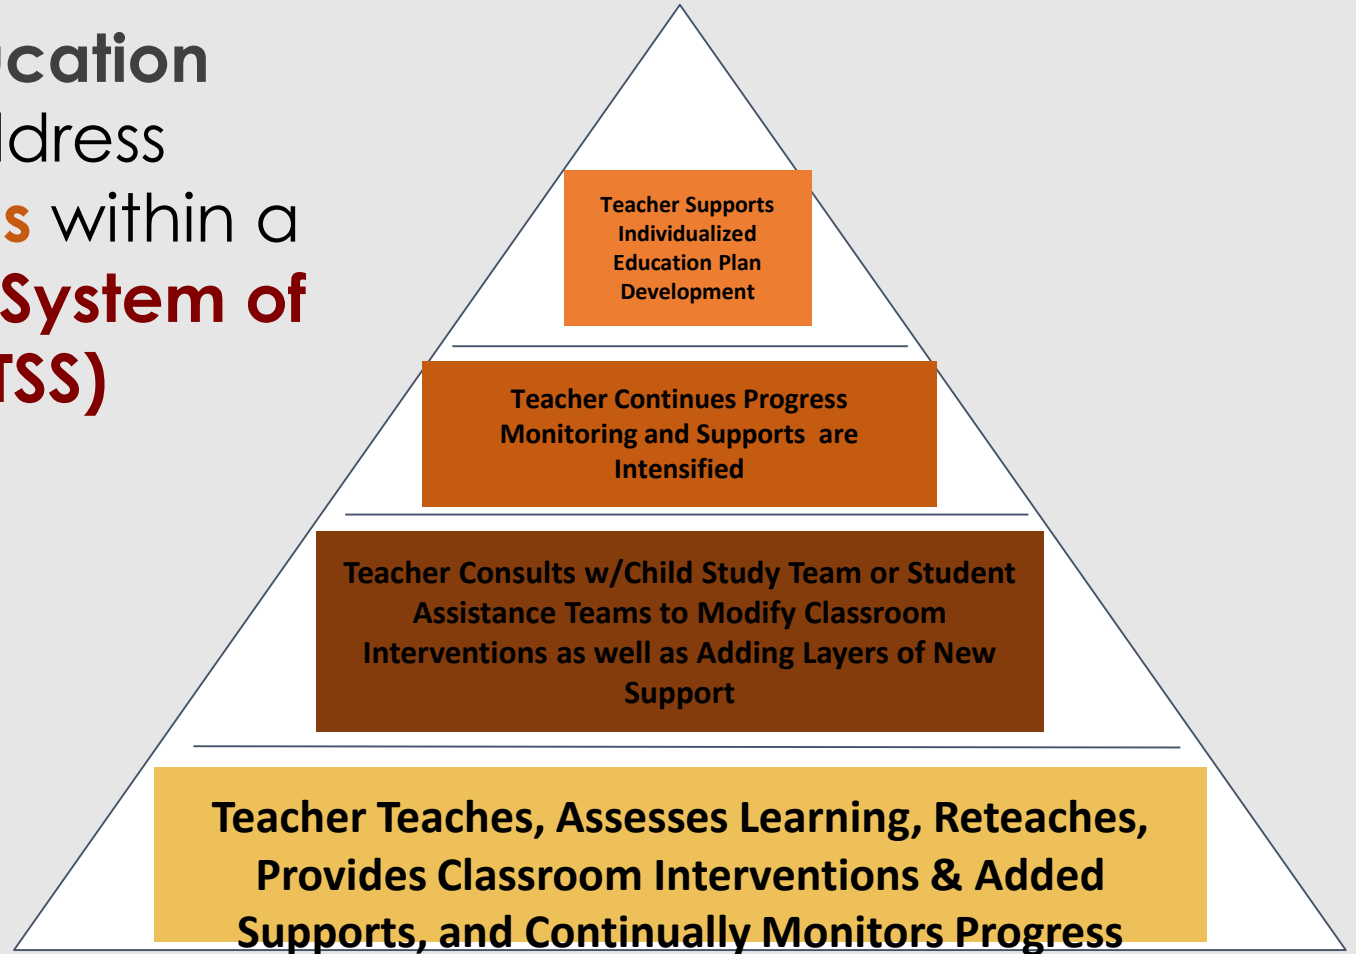 ucation
ddress
s within a
System of
TSS)
Teacher Supports
Individualized
Education Plan
Development
Teacher Continues Progress
Monitoring and Supports are
Intensified
Teacher Consults w/Child Study Team or Student
Assistance Teams to Modify Classroom
Interventions as well as Adding Layers of New
Support
Teacher Teaches, Assesses Learning, Reteaches,
Provides Classroom Interventions & Added
Supports, and Continually Monitors Progress